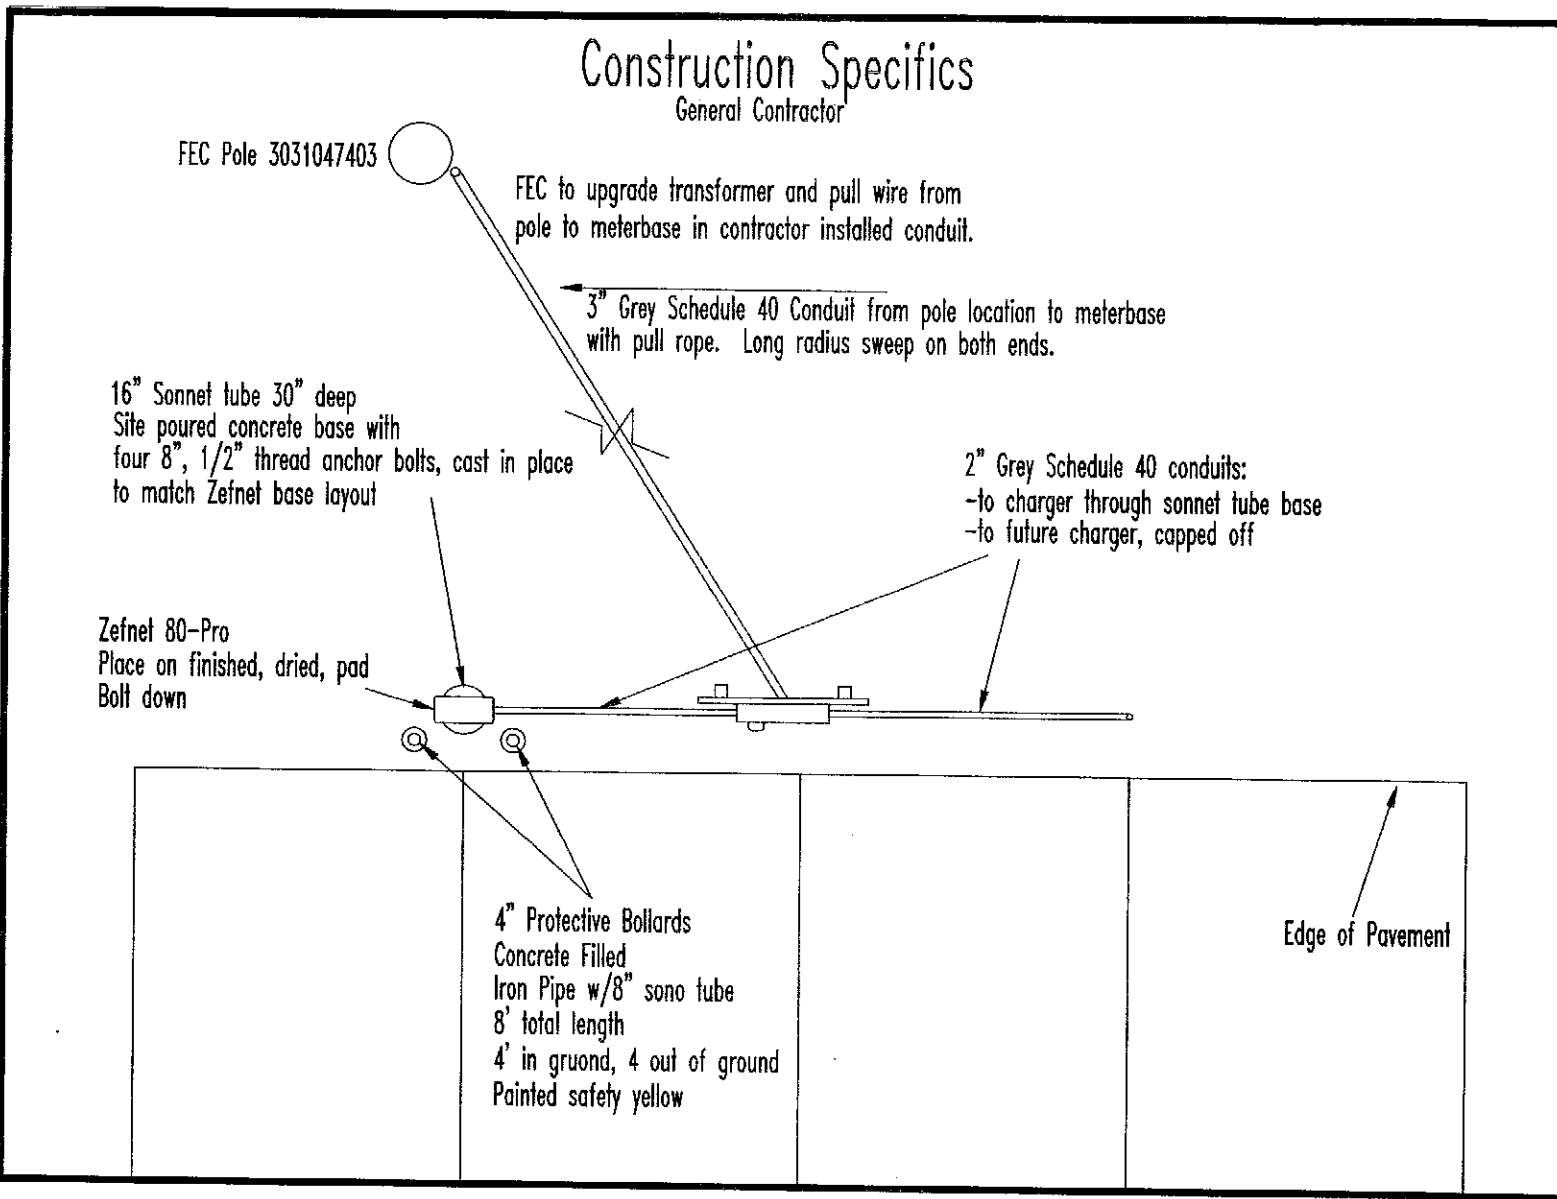 Construction Specifics
General Contractor
FEC Pole 3031047403
FEC to upgrade transformer and pull wire from
pole to meterbase in contractor installed conduit.
3" Grey Schedule 40 Conduit from pole location to meterbase
with pull rope. Long radius sweep on both ends.
16" Sonnet tube 30" deep
Site poured concrete base with
four 8", 1/2" thread anchor bolts, cast in place
to match Zefnet base layout
2" Grey Schedule 40 conduits:
-to charger through sonnet tube base
-to future charger, capped off
Zefnet 80-Pro
Place on finished, dried, pad
Bolt down
4" Protective Bollards
Concrete Filled
Iron Pipe w/8" sono tube
8' total length
4' in gruond, 4 out of ground
Painted safety yellow
Edge of Pavement